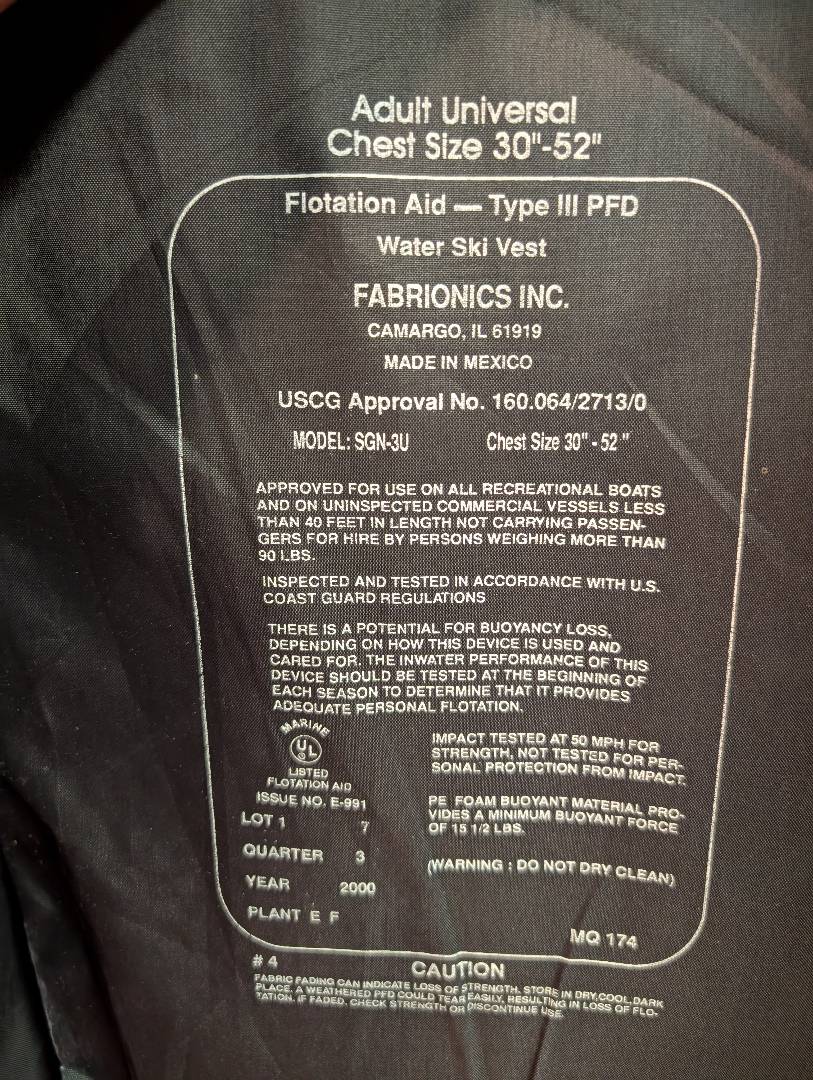 Adult Universal
Chest Size 30"-52"
Flotation Aid — Type III PFD
Water Ski Vest
FABRIONICS INC.
CAMARGO, IL 61919
MADE IN MEXICO
USCG Approval No. 160.064/2713/0
MODEL: SGN-3U Chest Size 30" - 52 "
APPROVED FOR USE ON ALL RECREATIONAL BOATS
AND ON UNINSPECTED COMMERCIAL VESSELS LESS
THAN 40 FEET IN LENGTH NOT CARRYING PASSEN-
GERS FOR HIRE BY PERSONS WEIGHING MORE THAN
90 LBS.
INSPECTED AND TESTED IN ACCORDANCE WITH U.S.
COAST GUARD REGULATIONS
THERE IS A POTENTIAL FOR BUOYANCY LOSS,
DEPENDING ON HOW THIS DEVICE IS USED AND
CARED FOR. THE INWATER PERFORMANCE OF THIS
DEVICE SHOULD BE TESTED AT THE BEGINNING OF
EACH SEASON TO DETERMINE THAT IT PROVIDES
ADEQUATE PERSONAL FLOTATION.
MARINE
UL
LISTED
FLOTATION AID
ISSUE NO. E-991
LOT 1 7
QUARTER 3
YEAR 2000
PLANT E F
IMPACT TESTED AT 50 MPH FOR
STRENGTH, NOT TESTED FOR PER-
SONAL PROTECTION FROM IMPACT.
PE FOAM BUOYANT MATERIAL PRO-
VIDES A MINIMUM BUOYANT FORCE
OF 15 1/2 LBS.
(WARNING : DO NOT DRY CLEAN)
MQ 174
# 4
CAUTION
FABRIC FADING CAN INDICATE LOSS OF STRENGTH. STORE IN DRY,COOL,DARK
PLACE. A WEATHERED PFD COULD TEAR EASILY, RESULTING IN LOSS OF FLO-
TATION. IF FADED, CHECK STRENGTH OR DISCONTINUE USE.